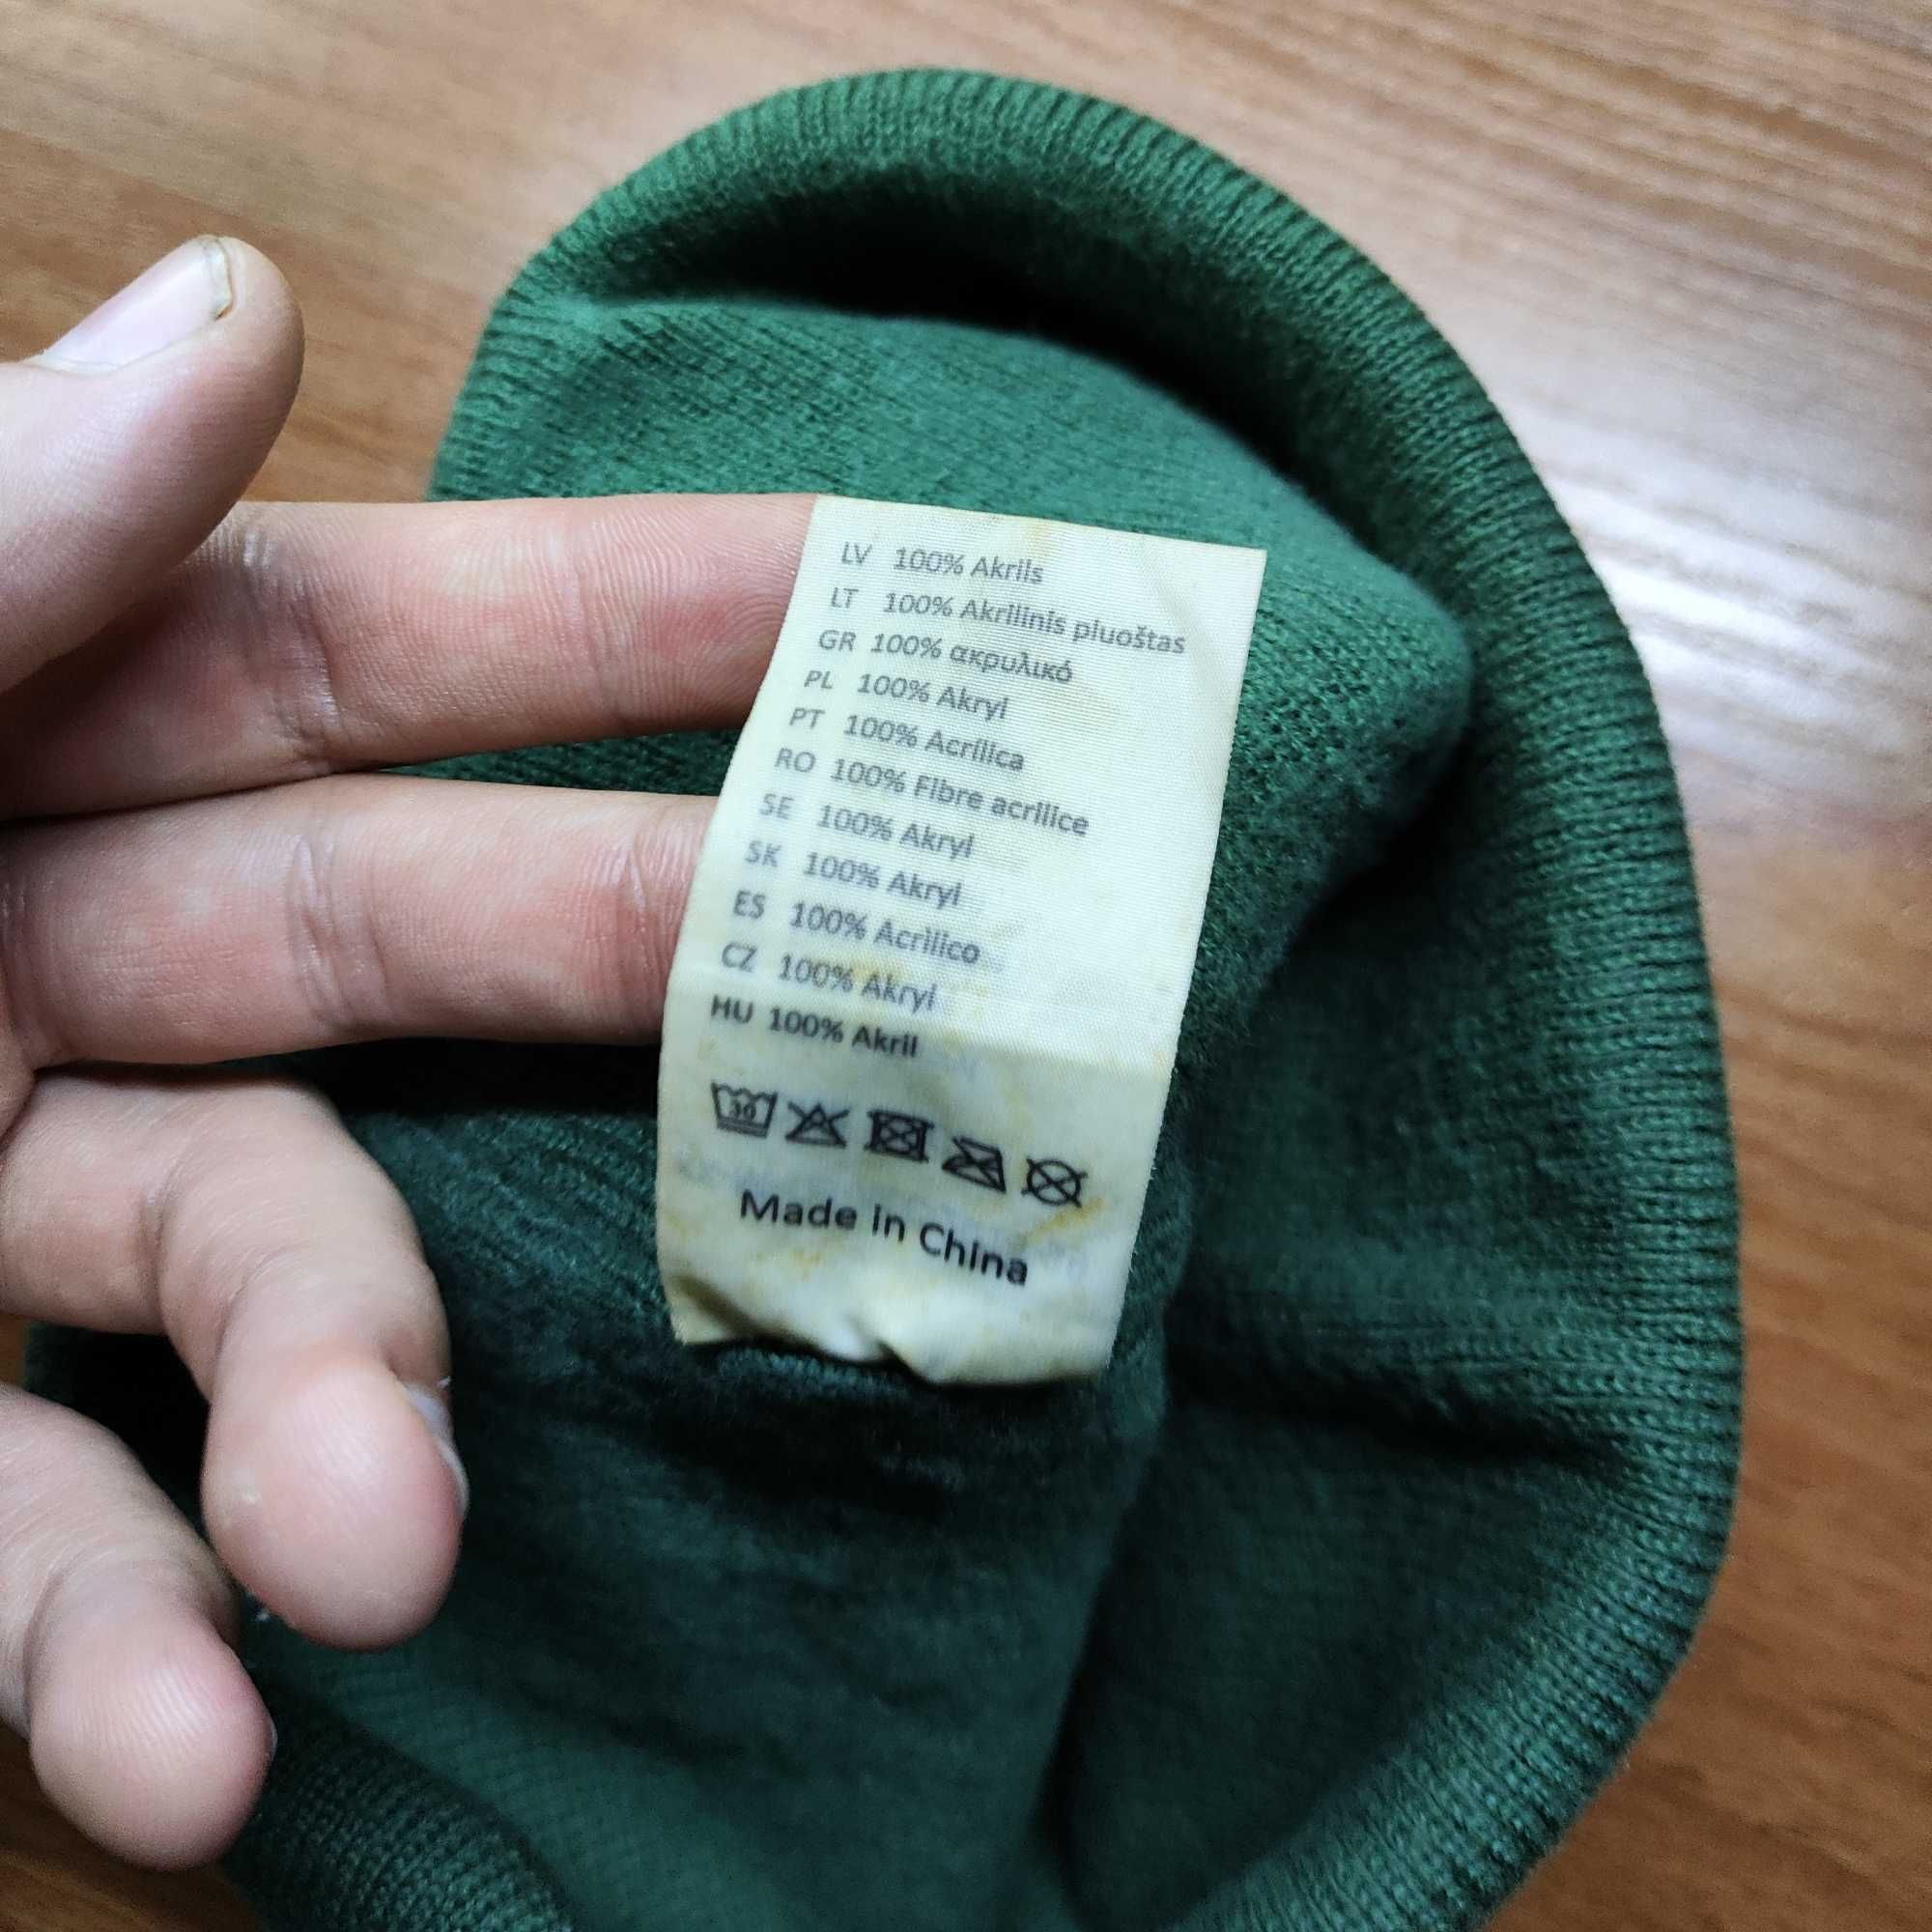 LV 100% Akrils
LT 100% Akrilinis pluoštas
GR 100% ακρυλικό
PL 100% Akryl
PT 100% Acrílica
RO 100% Fibre acrilice
SE 100% Akryl
SK 100% Akryl
ES 100% Acrílico
CZ 100% Akryl
HU 100% Akril
30
Made in China